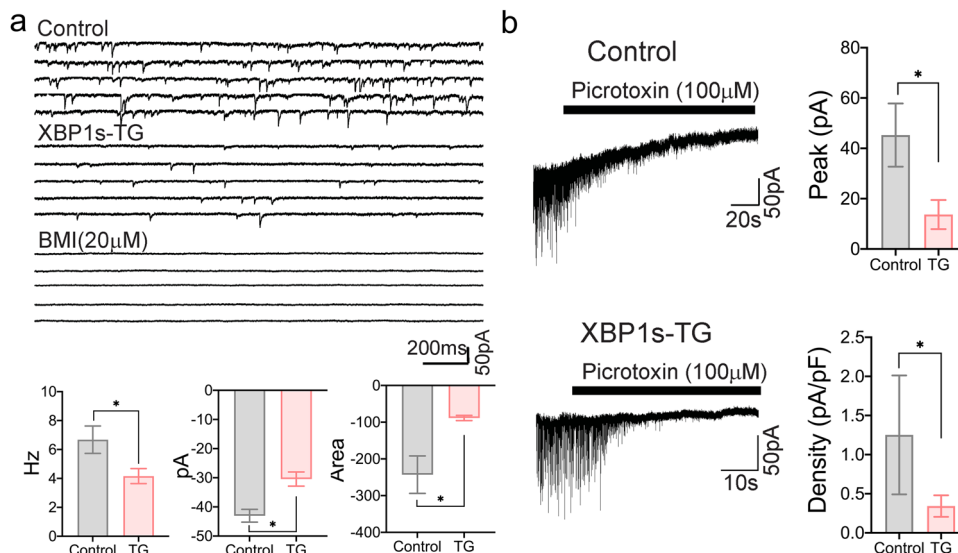 a
Control
XBP1s-TG
BMI(20µM)
200ms
50pA
Hz
10
8
6
4
2
0
*
Control TG
pA
0
-10
-20
-30
-40
-50
*
Control TG
Area
0
-100
-200
-300
-400
*
Control TG
b
Control
Picrotoxin (100µM)
20s
50pA
Peak (pA)
80
60
40
20
0
*
Control TG
XBP1s-TG
Picrotoxin (100µM)
10s
50pA
Density (pA/pF)
2.5
2.0
1.5
1.0
0.5
0.0
*
Control TG